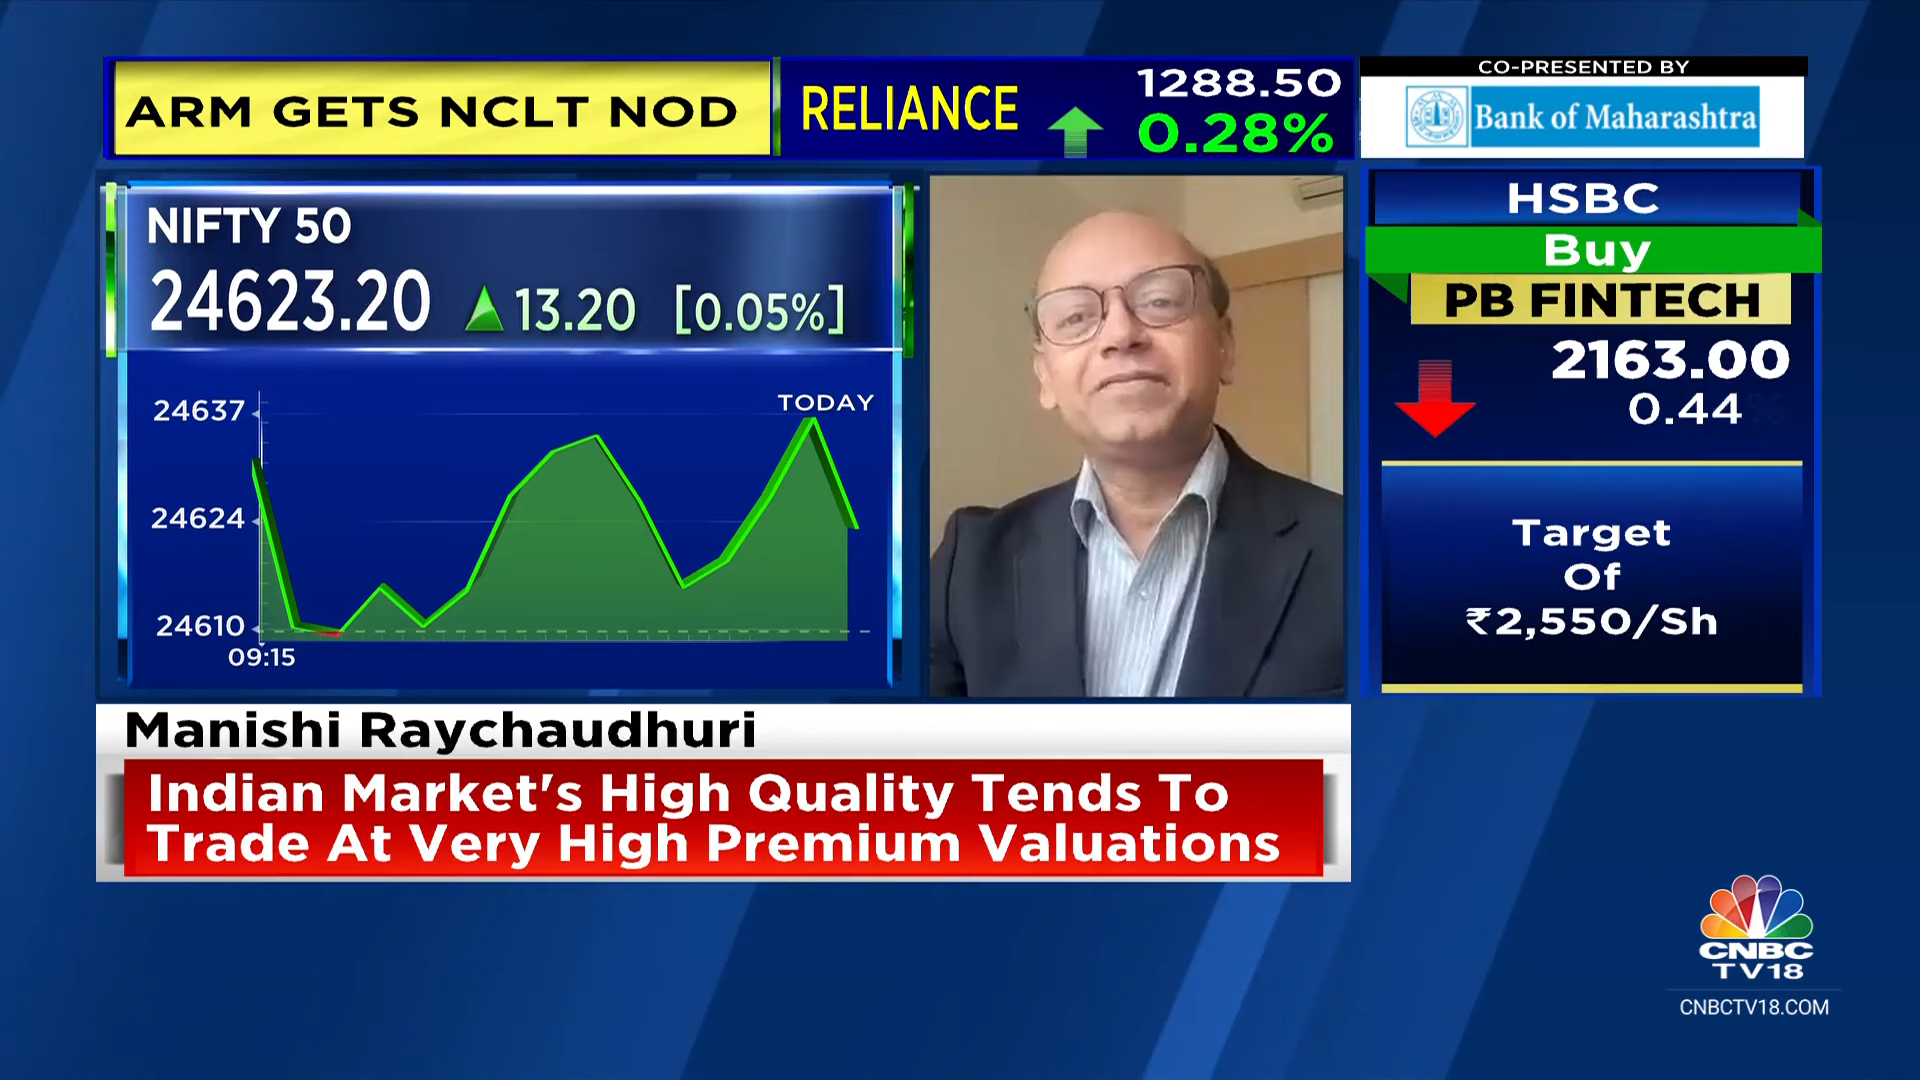 ARM GETS NCLT NOD
RELIANCE
1288.50
0.28%
CO-PRESENTED BY
Bank of Maharashtra
NIFTY 50
24623.20 13.20 [0.05%]
TODAY
24637
24624
24610
09:15
HSBC
Buy
PB FINTECH
2163.00
0.44
Target
Of
₹2,550/Sh
Manishi Raychaudhuri
Indian Market's High Quality Tends To
Trade At Very High Premium Valuations
CNBC
TV18
CNBCTV18.COM